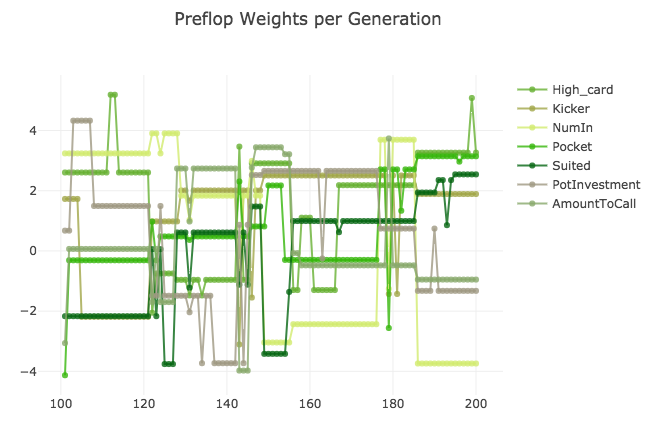 Preflop Weights per Generation
High_card
Kicker
NumIn
Pocket
Suited
PotInvestment
AmountToCall
4
2
0
−2
−4
100 120 140 160 180 200